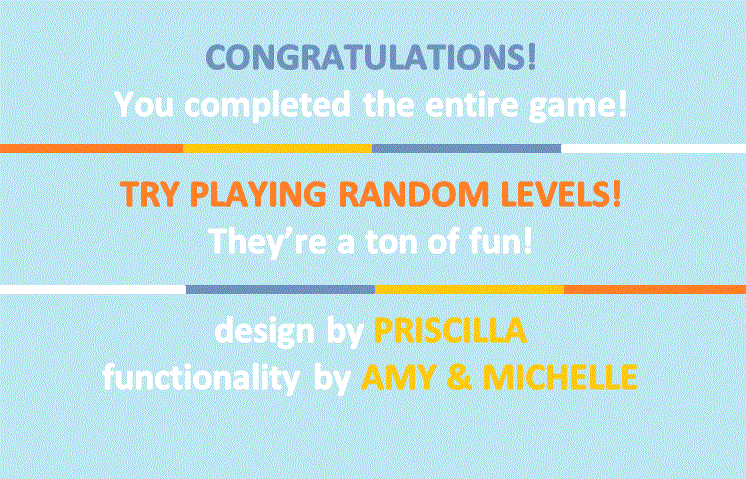 CONGRATULATIONS!
You completed the entire game!
TRY PLAYING RANDOM LEVELS!
They’re a ton of fun!
design by PRISCILLA
functionality by AMY & MICHELLE